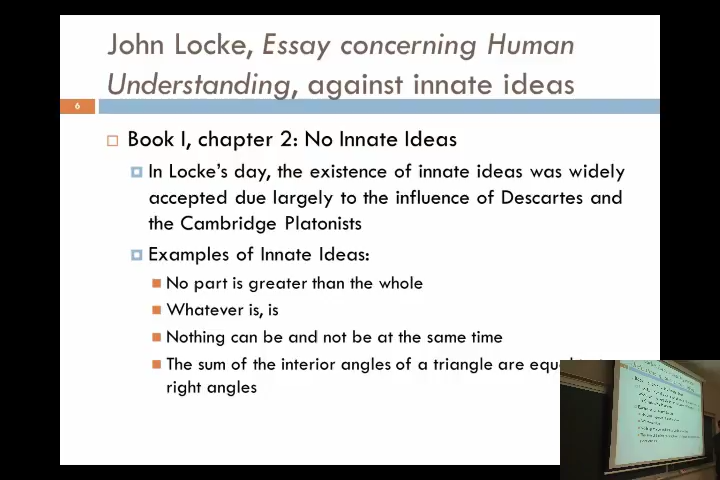 John Locke, Essay concerning Human
Understanding, against innate ideas
6
Book I, chapter 2: No Innate Ideas
In Locke's day, the existence of innate ideas was widely
accepted due largely to the influence of Descartes and
the Cambridge Platonists
Examples of Innate Ideas:
No part is greater than the whole
Whatever is, is
Nothing can be and not be at the same time
The sum of the interior angles of a triangle are
right angles